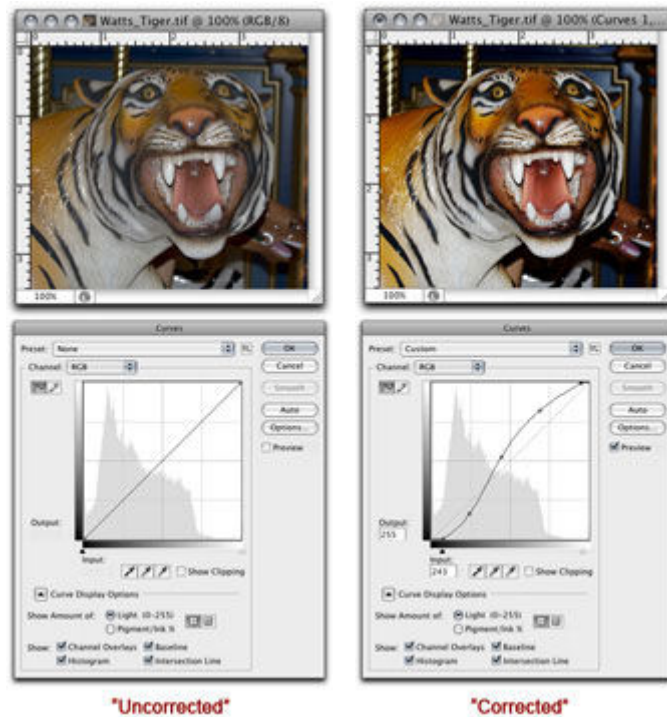 Watts_Tiger.tif @ 100% (RGB/8)
100%
Curves
Preset: None
OK
Channel: RGB
Cancel
Smooth
Auto
Options...
Preview
Output:
Input:
Show Clipping
Curve Display Options
Show Amount of: Light (0-255)
Pigment/Ink %
Show: Channel Overlays Baseline
Histogram Intersection Line
"Uncorrected"
Watts_Tiger.tif @ 100% (Curves 1,...
100%
Curves
Preset: Custom
OK
Channel: RGB
Cancel
Smooth
Auto
Options...
Preview
Output:
255
Input:
243
Show Clipping
Curve Display Options
Show Amount of: Light (0-255)
Pigment/Ink %
Show: Channel Overlays Baseline
Histogram Intersection Line
"Corrected"